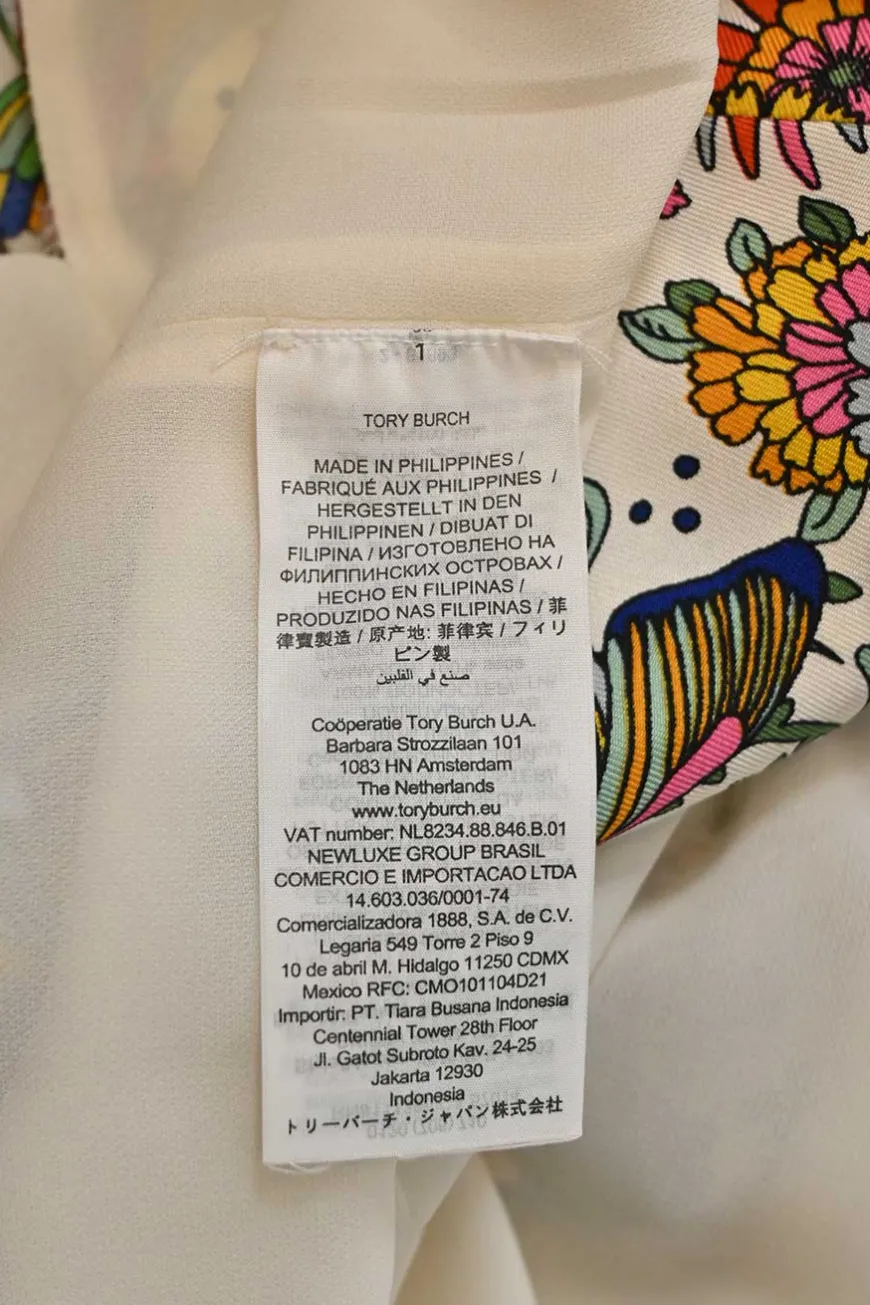 1
TORY BURCH
MADE IN PHILIPPINES /
FABRIQUÉ AUX PHILIPPINES /
HERGESTELLT IN DEN
PHILIPPINEN / DIBUAT DI
FILIPINA / ИЗГОТОВЛЕНО НА
ФИЛИППИНСКИХ ОСТРОВАХ /
HECHO EN FILIPINAS /
PRODUZIDO NAS FILIPINAS / 菲
律賓製造 / 原产地: 菲律宾 / フィリ
ピン製
صنع في الفلبين
Coöperatie Tory Burch U.A.
Barbara Strozzilaan 101
1083 HN Amsterdam
The Netherlands
www.toryburch.eu
VAT number: NL8234.88.846.B.01
NEWLUXE GROUP BRASIL
COMERCIO E IMPORTACAO LTDA
14.603.036/0001-74
Comercializadora 1888, S.A. de C.V.
Legaria 549 Torre 2 Piso 9
10 de abril M. Hidalgo 11250 CDMX
Mexico RFC: CMO101104D21
Importir: PT. Tiara Busana Indonesia
Centennial Tower 28th Floor
Jl. Gatot Subroto Kav. 24-25
Jakarta 12930
Indonesia
トリーバーチ・ジャパン株式会社